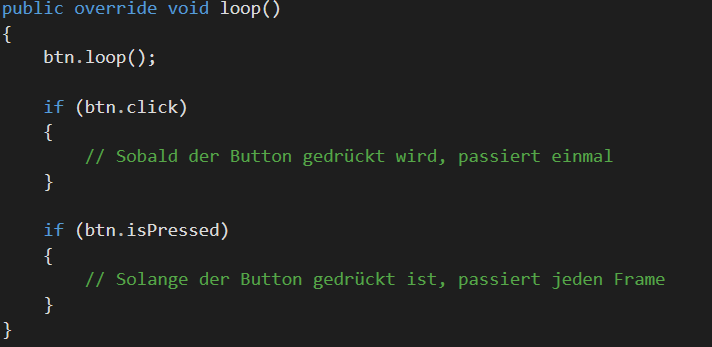 public override void loop()
{
    btn.loop();

    if (btn.click)
    {
        // Sobald der Button gedrückt wird, passiert einmal
    }

    if (btn.isPressed)
    {
        // Solange der Button gedrückt ist, passiert jeden Frame
    }
}